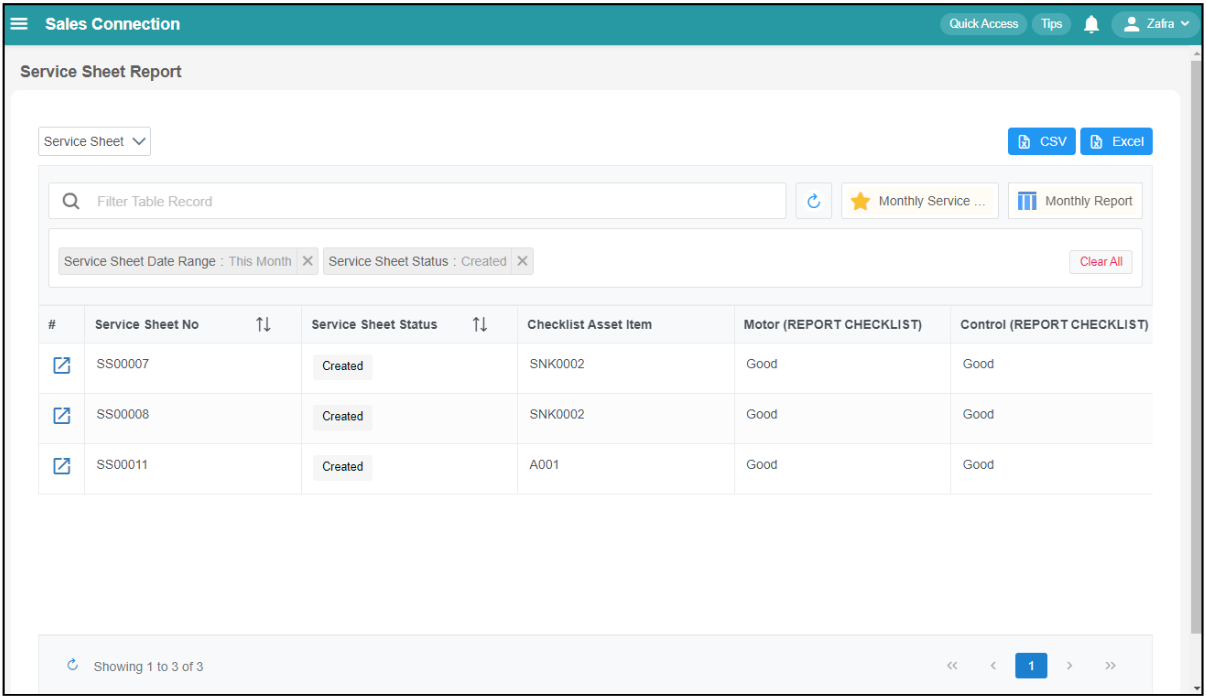 Sales Connection Quick Access Tips Zafra
Service Sheet Report
Service Sheet CSV Excel
Filter Table Record Monthly Service ... Monthly Report
Service Sheet Date Range : This Month Service Sheet Status : Created Clear All
# Service Sheet No Service Sheet Status Checklist Asset Item Motor (REPORT CHECKLIST) Control (REPORT CHECKLIST)
SS00007 Created SNK0002 Good Good
SS00008 Created SNK0002 Good Good
SS00011 Created A001 Good Good
Showing 1 to 3 of 3 << < 1 > >>